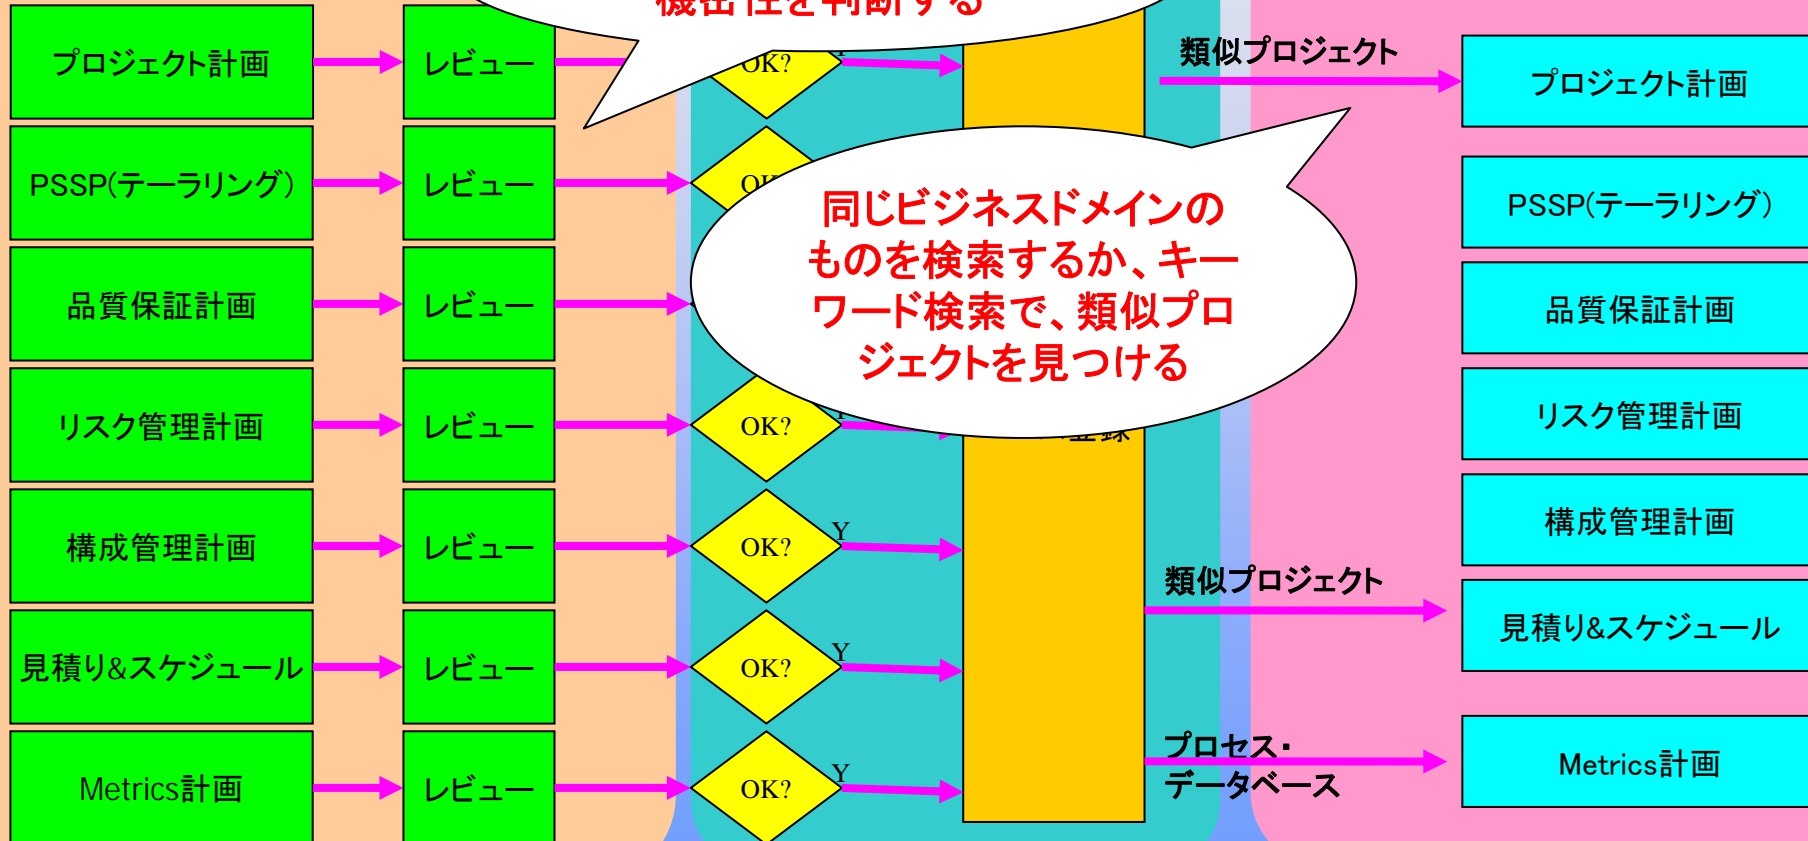 機密性を判断する
プロジェクト計画
レビュー
OK?
類似プロジェクト
プロジェクト計画
PSSP(テーラリング)
レビュー
PSSP(テーラリング)
同じビジネスドメインの
ものを検索するか、キー
ワード検索で、類似プロ
ジェクトを見つける
品質保証計画
レビュー
品質保証計画
リスク管理計画
レビュー
OK?
登録
リスク管理計画
構成管理計画
レビュー
OK?
Y
構成管理計画
類似プロジェクト
見積り&スケジュール
レビュー
OK?
Y
見積り&スケジュール
Metrics計画
レビュー
OK?
Y
プロセス・
データベース
Metrics計画